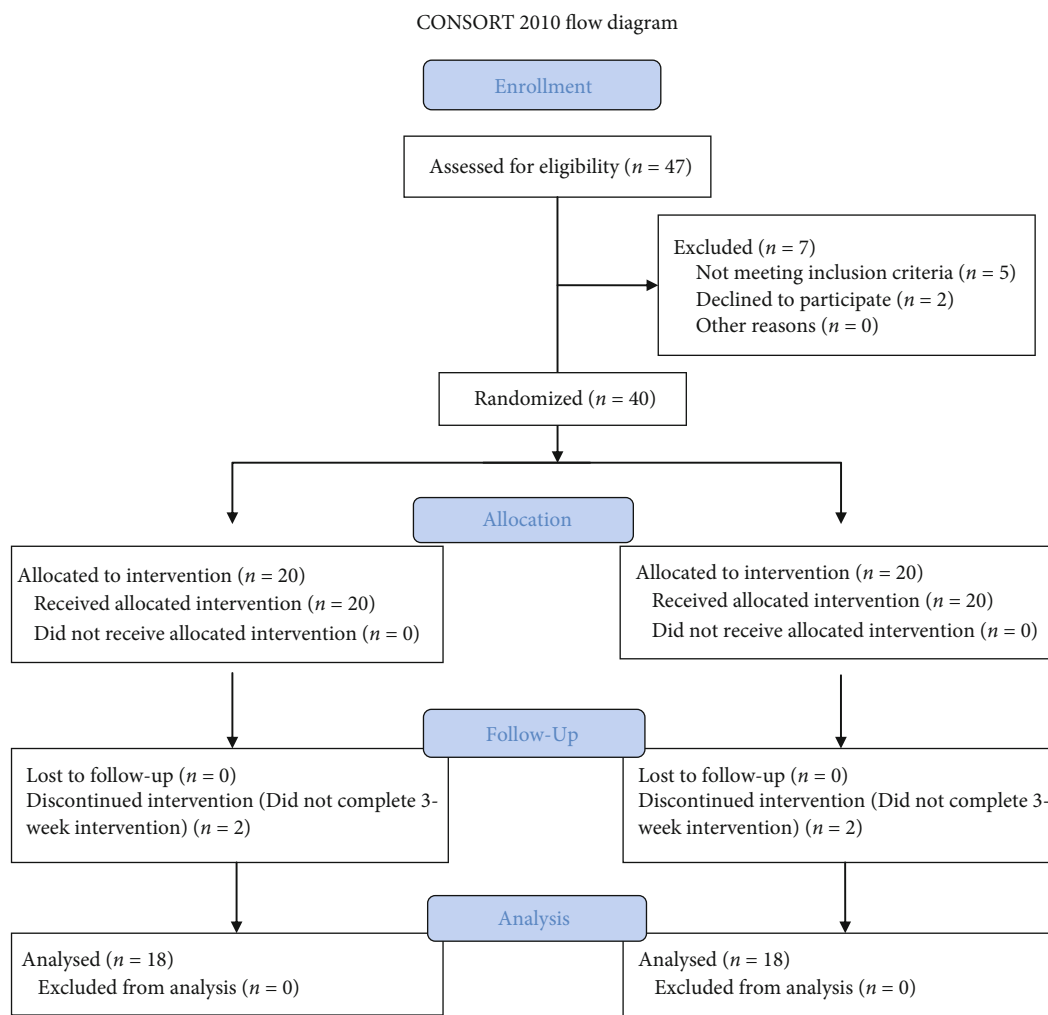 CONSORT 2010 flow diagram
Enrollment
Assessed for eligibility (n = 47)
Excluded (n = 7)
Not meeting inclusion criteria (n = 5)
Declined to participate (n = 2)
Other reasons (n = 0)
Randomized (n = 40)
Allocation
Allocated to intervention (n = 20)
Received allocated intervention (n = 20)
Did not receive allocated intervention (n = 0)
Allocated to intervention (n = 20)
Received allocated intervention (n = 20)
Did not receive allocated intervention (n = 0)
Follow-Up
Lost to follow-up (n = 0)
Discontinued intervention (Did not complete 3-
week intervention) (n = 2)
Lost to follow-up (n = 0)
Discontinued intervention (Did not complete 3-
week intervention) (n = 2)
Analysis
Analysed (n = 18)
Excluded from analysis (n = 0)
Analysed (n = 18)
Excluded from analysis (n = 0)